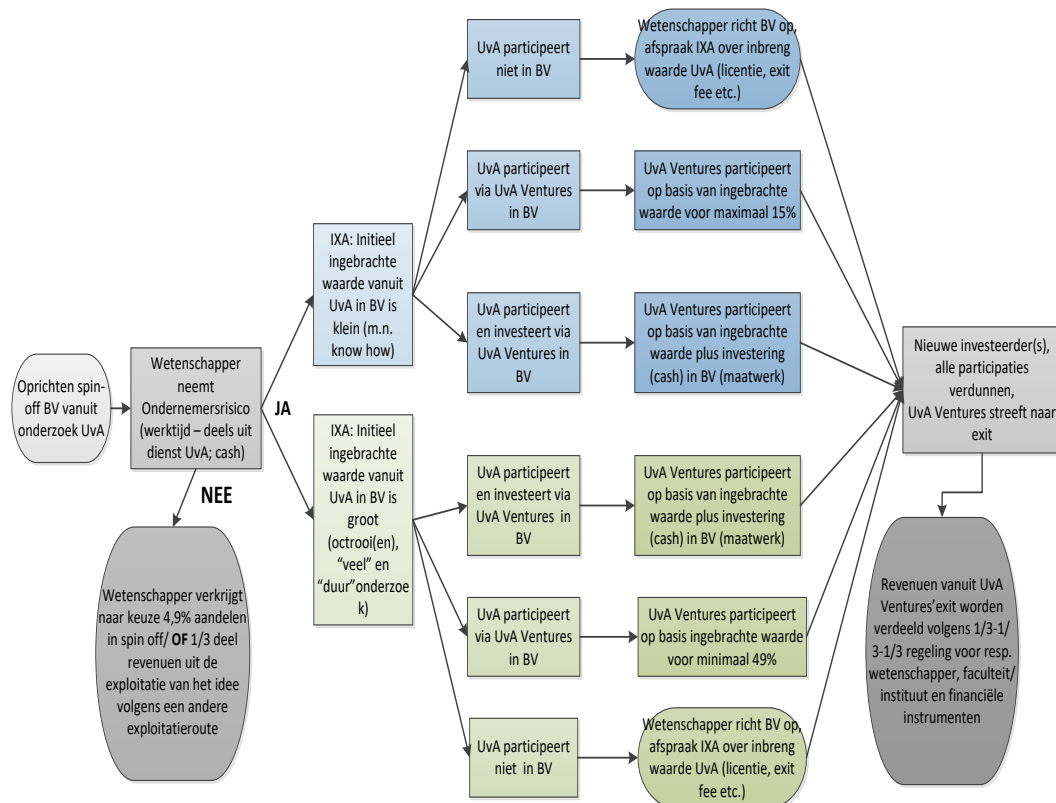 Oprichten spin-
off BV vanuit
onderzoek UvA
Wetenschapper
neemt
Ondernemersrisico
(werktijd – deels uit
dienst UvA; cash)
JA
NEE
Wetenschapper verkrijgt
naar keuze 4,9% aandelen
in spin off/ OF 1/3 deel
revenuen uit de
exploitatie van het idee
volgens een andere
exploitatieroute
IXA: Initieel
ingebrachte
waarde vanuit
UvA in BV is
klein (m.n.
know how)
IXA: Initieel
ingebrachte
waarde vanuit
UvA in BV is
groot
(octrooi(en),
“veel” en
“duur”onderzoe
k)
UvA participeert
niet in BV
Wetenschapper richt BV op,
afspraak IXA over inbreng
waarde UvA (licentie, exit
fee etc.)
UvA participeert
via UvA Ventures
in BV
UvA Ventures participeert
op basis van ingebrachte
waarde voor maximaal 15%
UvA participeert
en investeert via
UvA Ventures in
BV
UvA Ventures participeert
op basis van ingebrachte
waarde plus investering
(cash) in BV (maatwerk)
UvA participeert
en investeert via
UvA Ventures  in
BV
UvA Ventures participeert
op basis van ingebrachte
waarde plus investering
(cash) in BV (maatwerk)
UvA participeert
via UvA Ventures
in BV
UvA Ventures participeert
op basis ingebrachte waarde
voor minimaal 49%
UvA participeert
niet  in BV
Wetenschapper richt BV op,
afspraak IXA over inbreng
waarde UvA (licentie, exit
fee etc.)
Nieuwe investeerder(s),
alle participaties
verdunnen,
UvA Ventures streeft naar
exit
Revenuen vanuit UvA
Ventures’exit worden
verdeeld volgens 1/3-1/
3-1/3 regeling voor resp.
wetenschapper, faculteit/
instituut en financiële
instrumenten